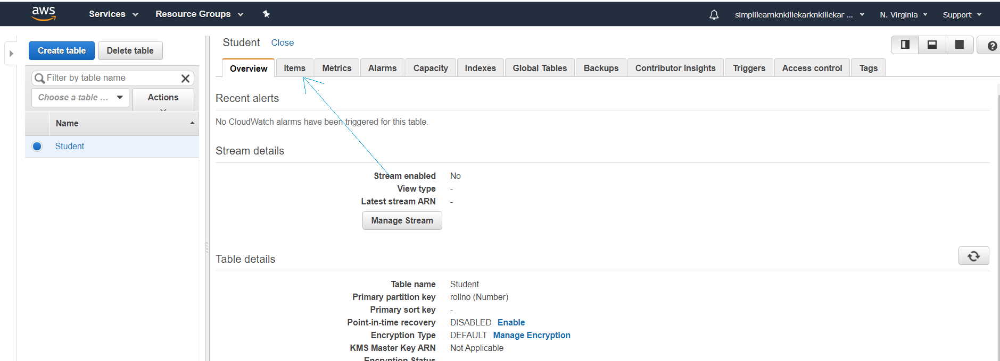 aws Services Resource Groups simplilearnknkillekarknkillekar ... N. Virginia Support
Create table Delete table
Filter by table name
Choose a table ... Actions
Name
Student
Student Close
Overview Items Metrics Alarms Capacity Indexes Global Tables Backups Contributor Insights Triggers Access control Tags
Recent alerts
No CloudWatch alarms have been triggered for this table.
Stream details
Stream enabled No
View type -
Latest stream ARN -
Manage Stream
Table details
Table name Student
Primary partition key rollno (Number)
Primary sort key -
Point-in-time recovery DISABLED Enable
Encryption Type DEFAULT Manage Encryption
KMS Master Key ARN Not Applicable
Encryption Status